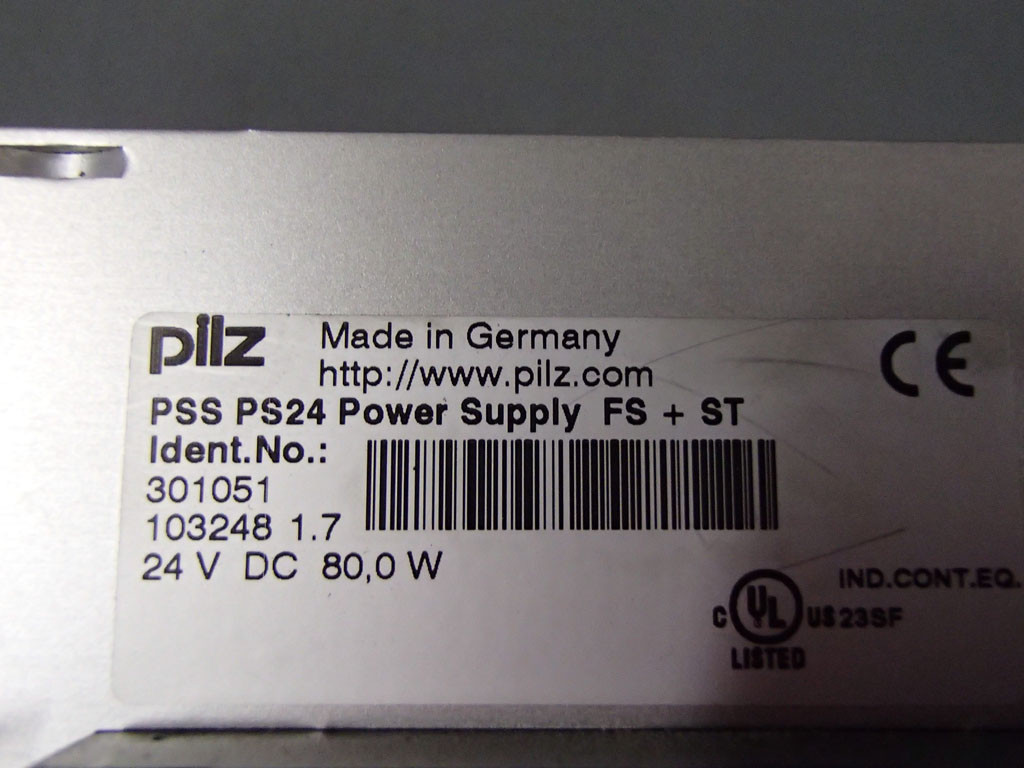 pilz
Made in Germany
http://www.pilz.com
CE
PSS PS24 Power Supply FS + ST
Ident.No.:
301051
103248 1.7
24 V DC 80,0 W
IND.CONT.EQ.
C UL US 23SF
LISTED